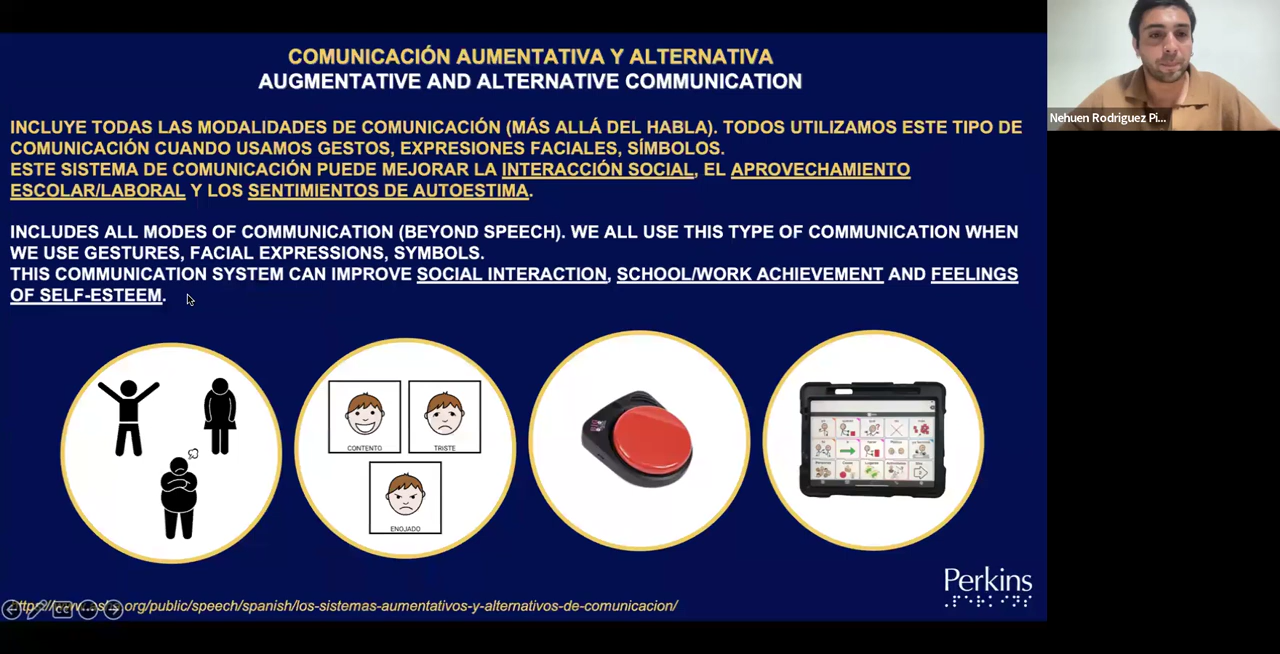 COMUNICACIÓN AUMENTATIVA Y ALTERNATIVA
AUGMENTATIVE AND ALTERNATIVE COMMUNICATION
INCLUYE TODAS LAS MODALIDADES DE COMUNICACIÓN (MÁS ALLÁ DEL HABLA). TODOS UTILIZAMOS ESTE TIPO DE
COMUNICACIÓN CUANDO USAMOS GESTOS, EXPRESIONES FACIALES, SÍMBOLOS.
ESTE SISTEMA DE COMUNICACIÓN PUEDE MEJORAR LA INTERACCIÓN SOCIAL, EL APROVECHAMIENTO
ESCOLAR/LABORAL Y LOS SENTIMIENTOS DE AUTOESTIMA.
INCLUDES ALL MODES OF COMMUNICATION (BEYOND SPEECH). WE ALL USE THIS TYPE OF COMMUNICATION WHEN
WE USE GESTURES, FACIAL EXPRESSIONS, SYMBOLS.
THIS COMMUNICATION SYSTEM CAN IMPROVE SOCIAL INTERACTION, SCHOOL/WORK ACHIEVEMENT AND FEELINGS
OF SELF-ESTEEM.
CONTENTO
TRISTE
ENOJADO
Perkins
.org/public/speech/spanish/los-sistemas-aumentativos-y-alternativos-de-comunicacion/
CC
Nehuen Rodriguez Pi...